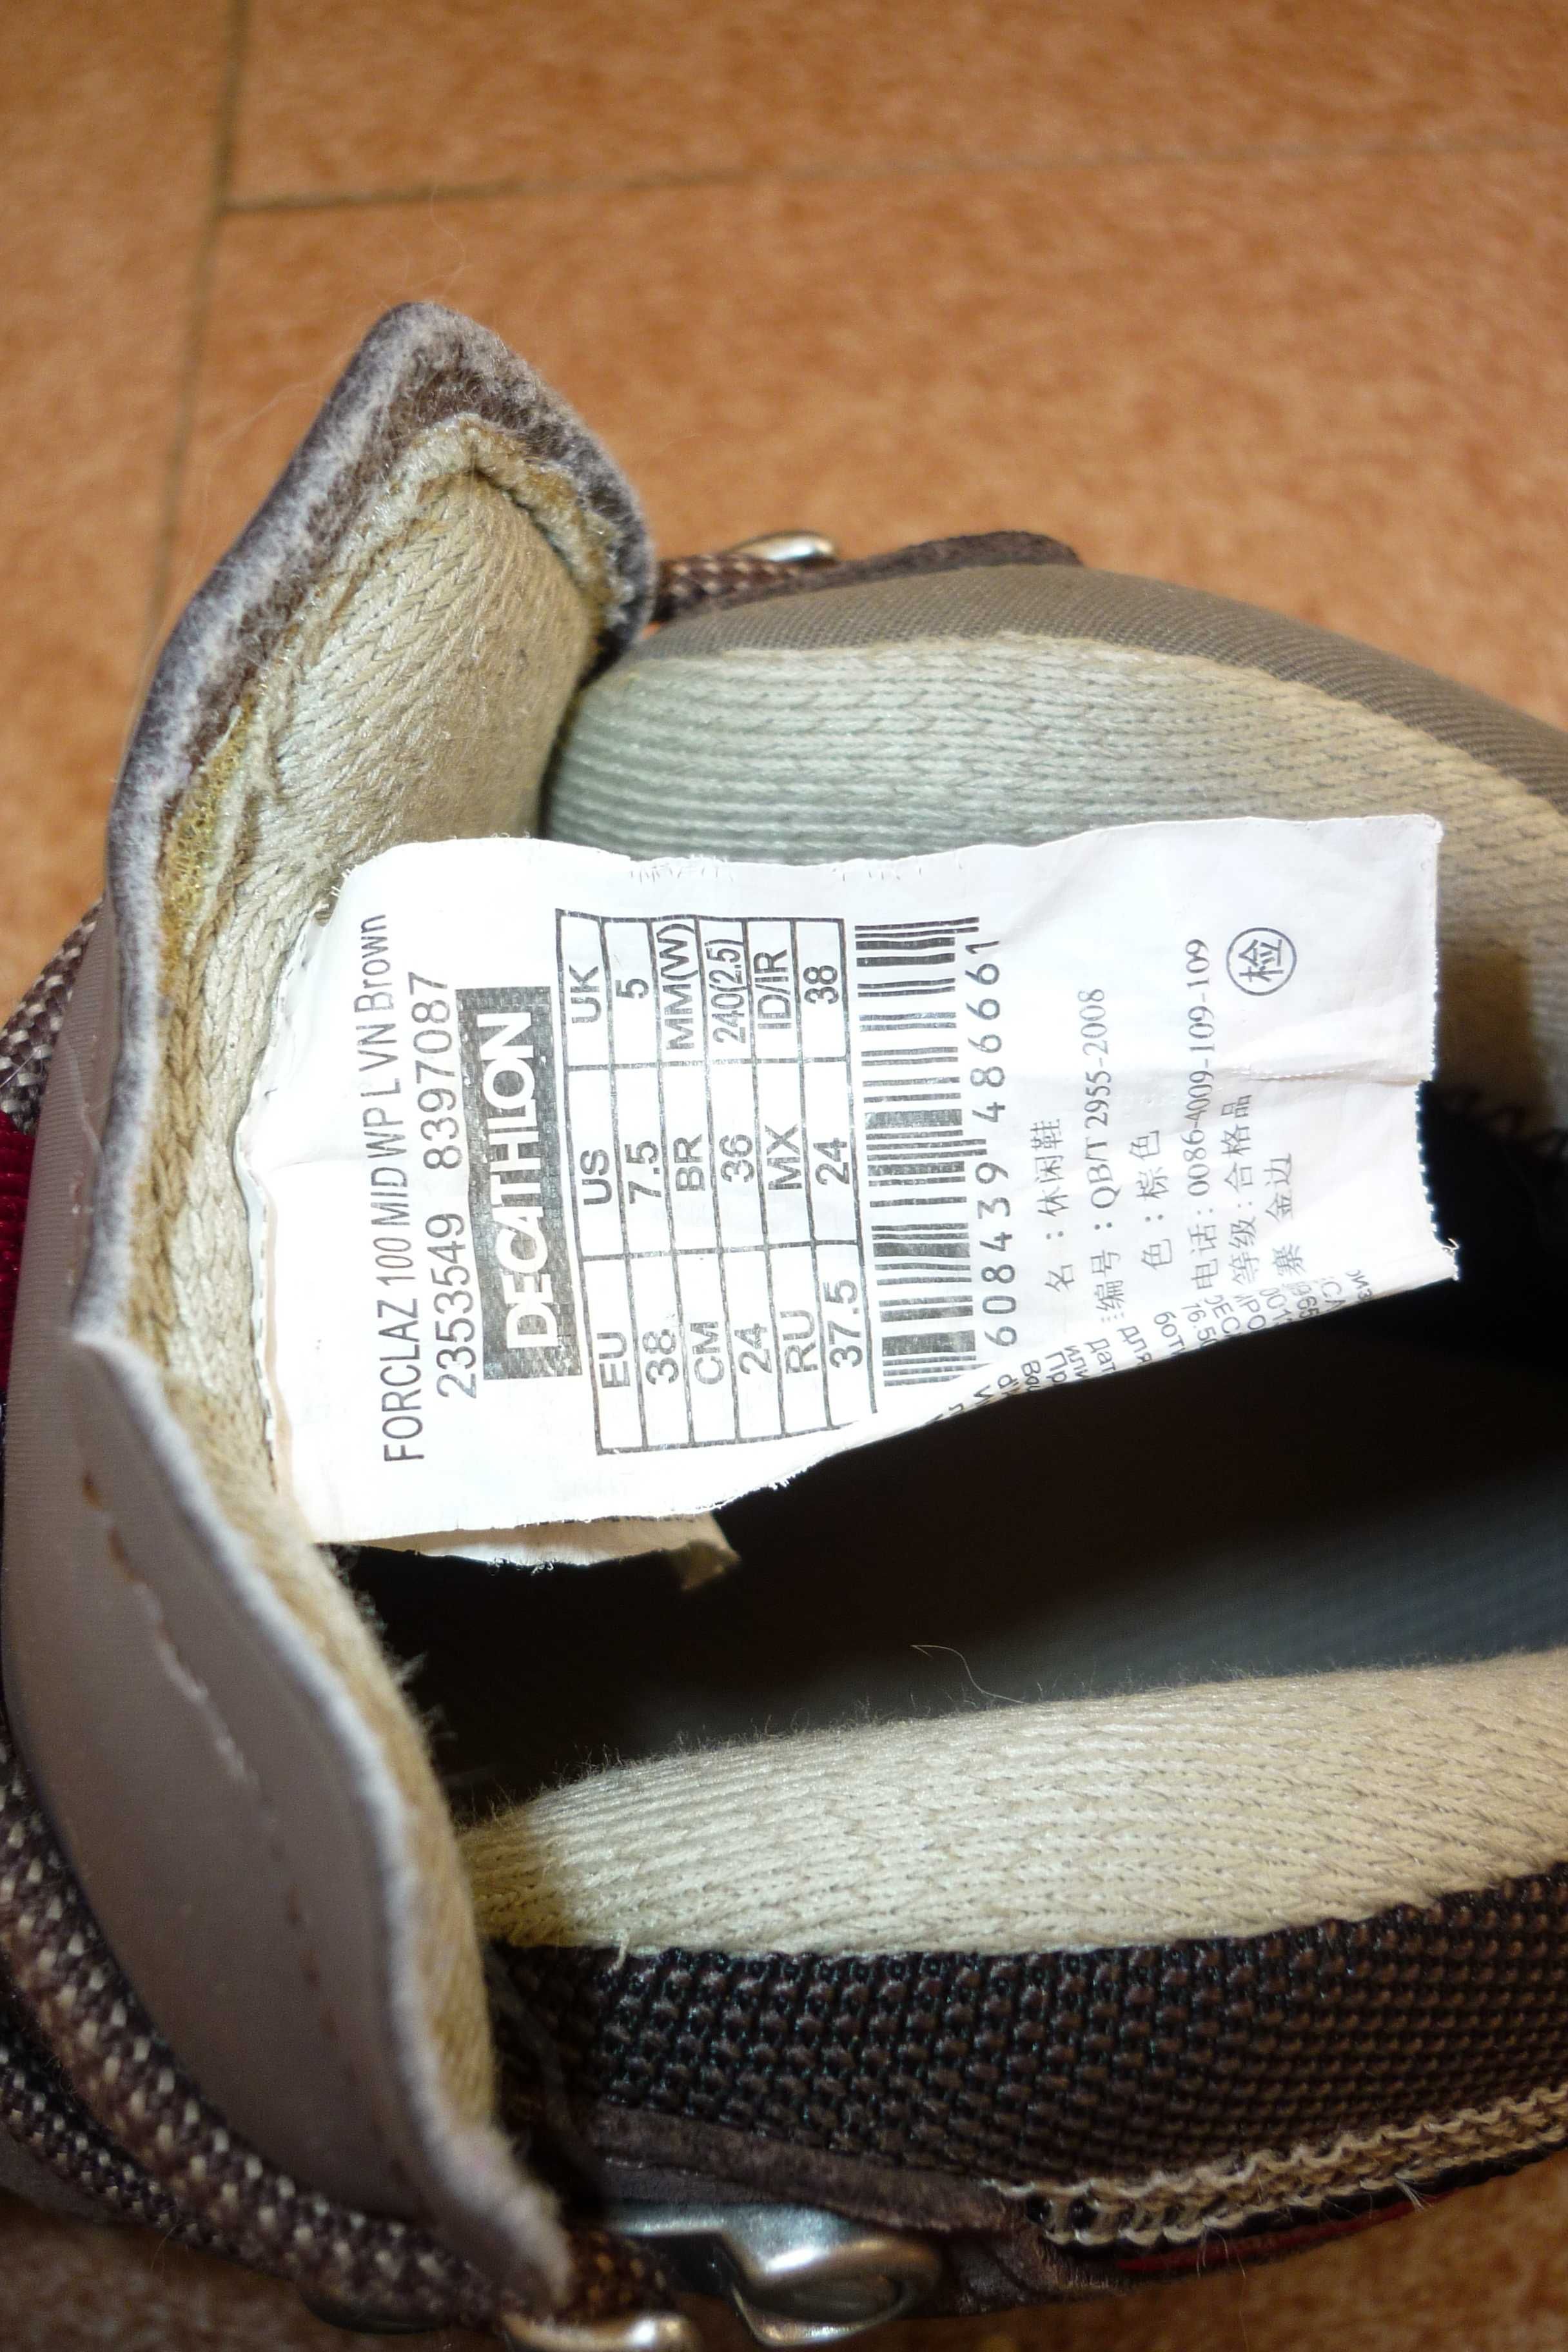 FORCLAZ 100 MID WP L VN Brown
2353549 8397087
DECATHLON
EU US UK
38 7.5 5
CM BR MM(W)
24 36 240(2.5)
RU MX ID/IR
37.5 24 38
608439 486661
名：休闲鞋
编号：QB/T 2955-2008
色：棕色
电话：0086-4009-109-109
等级：合格品 检
寨 金边